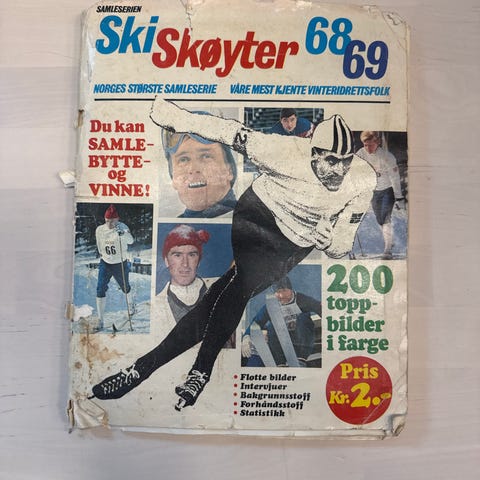 SAMLESERIEN
Ski Skøyter 68 69
NORGES STØRSTE SAMLESERIE VÅRE MEST KJENTE VINTERIDRETTSFOLK
Du kan
SAMLE-
BYTTE-
og
VINNE!
66
200
topp-
bilder
i farge
• Flotte bilder
• Intervjuer
• Bakgrunnsstoff
• Forhåndsstoff
• Statistikk
Pris
Kr. 2.-